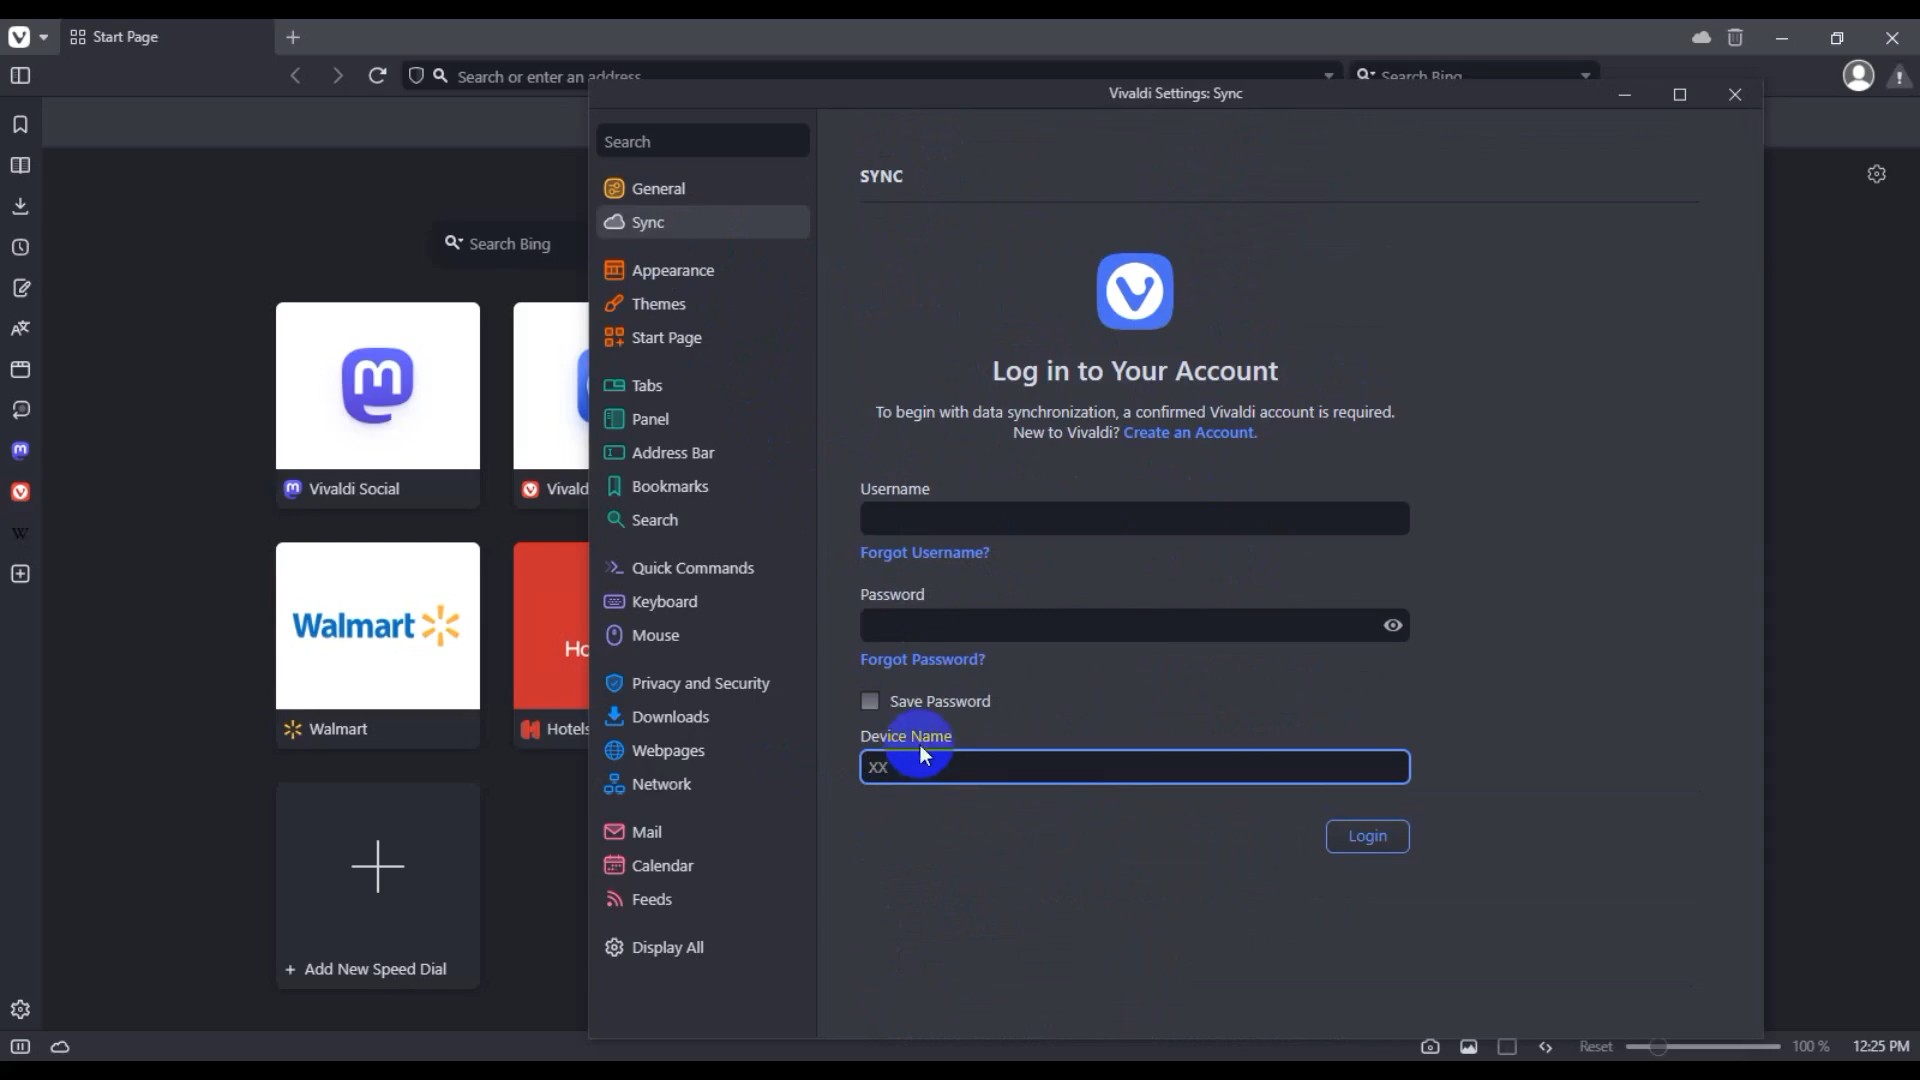 Start Page
Search or enter an address
Search Bing
Vivaldi Settings: Sync
Search
General
Sync
Appearance
Themes
Start Page
Tabs
Panel
Address Bar
Bookmarks
Search
Quick Commands
Keyboard
Mouse
Privacy and Security
Downloads
Webpages
Network
Mail
Calendar
Feeds
Display All
SYNC
Log in to Your Account
To begin with data synchronization, a confirmed Vivaldi account is required.
New to Vivaldi? Create an Account.
Username
Forgot Username?
Password
Forgot Password?
Save Password
Device Name
XX
Login
Search Bing
m
Vivaldi Social
Vivald
Walmart
Walmart
Ho
Hotels
+ Add New Speed Dial
W
Reset
100 %
12:25 PM